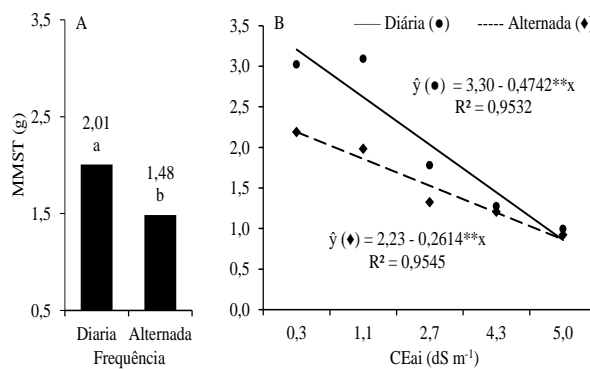 A
MMST (g)
3,5
2,5
1,5
0,5
2,01
a
1,48
b
Diaria Alternada
Frequência
B
Diária (●) Alternada (♦)
3,5
3,0
2,5
2,0
1,5
1,0
0,5
0,0
ŷ (●) = 3,30 - 0,4742**x
R² = 0,9532
ŷ (♦) = 2,23 - 0,2614**x
R² = 0,9545
0,3 1,1 2,7 4,3 5,0
CEai (dS m⁻¹)